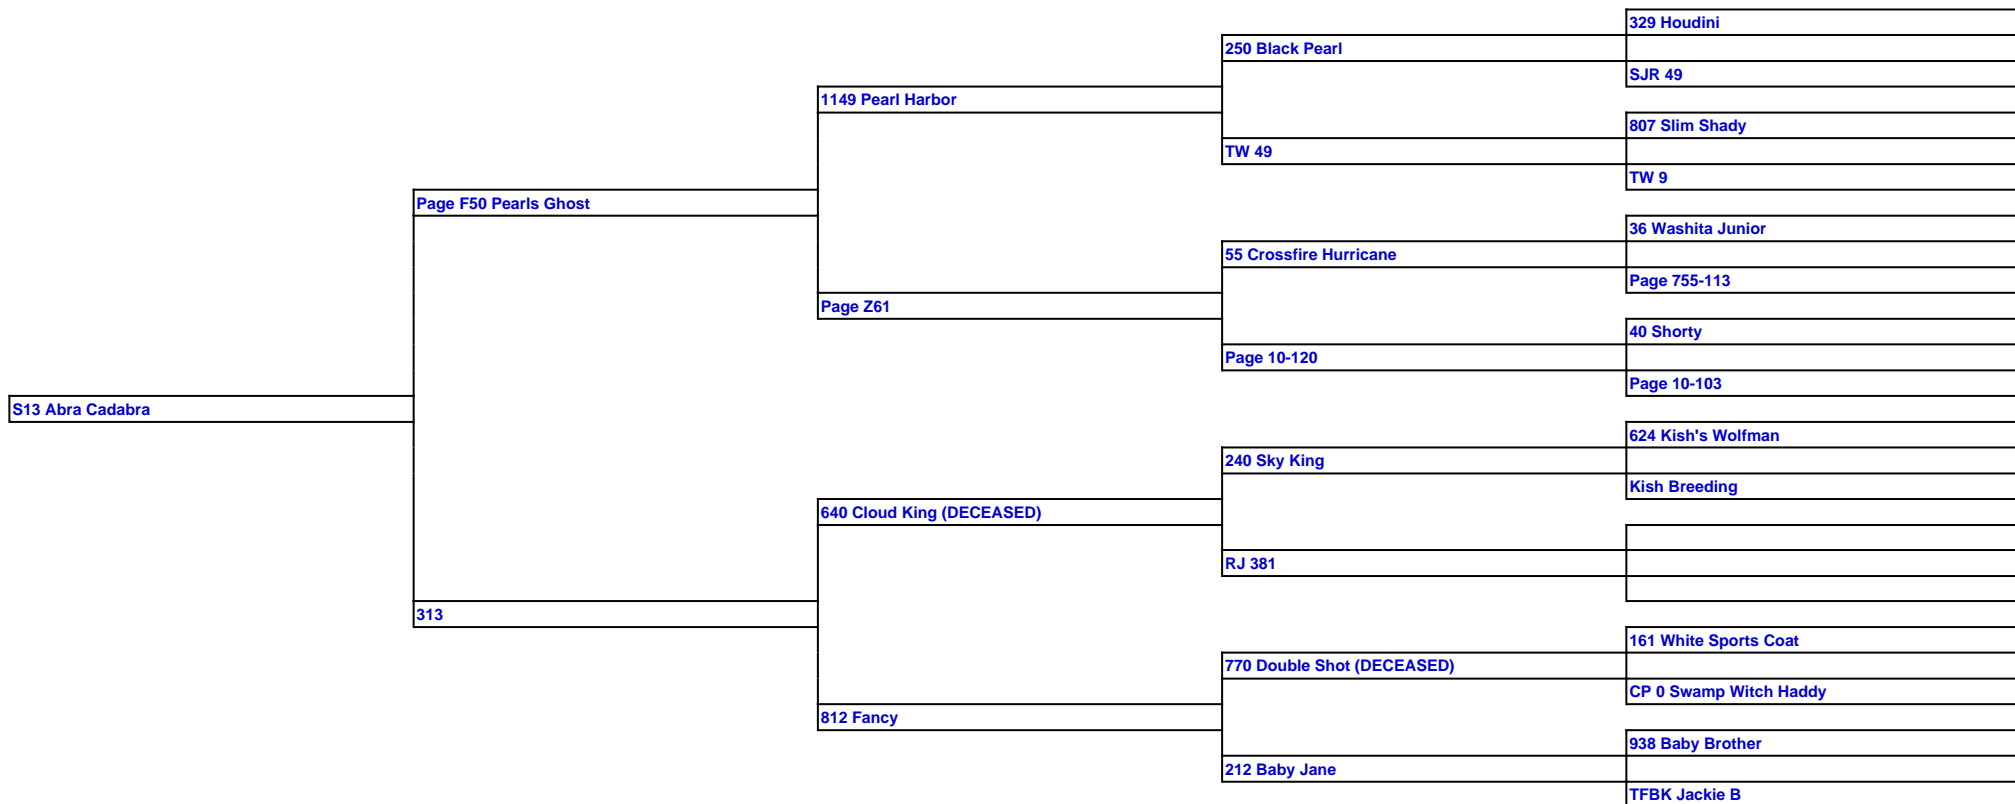 329 Houdini
250 Black Pearl
SJR 49
1149 Pearl Harbor
807 Slim Shady
TW 49
TW 9
Page F50 Pearls Ghost
36 Washita Junior
55 Crossfire Hurricane
Page 755-113
Page Z61
40 Shorty
Page 10-120
Page 10-103
S13 Abra Cadabra
624 Kish's Wolfman
240 Sky King
Kish Breeding
640 Cloud King (DECEASED)
RJ 381
313
161 White Sports Coat
770 Double Shot (DECEASED)
CP 0 Swamp Witch Haddy
812 Fancy
938 Baby Brother
212 Baby Jane
TFBK Jackie B